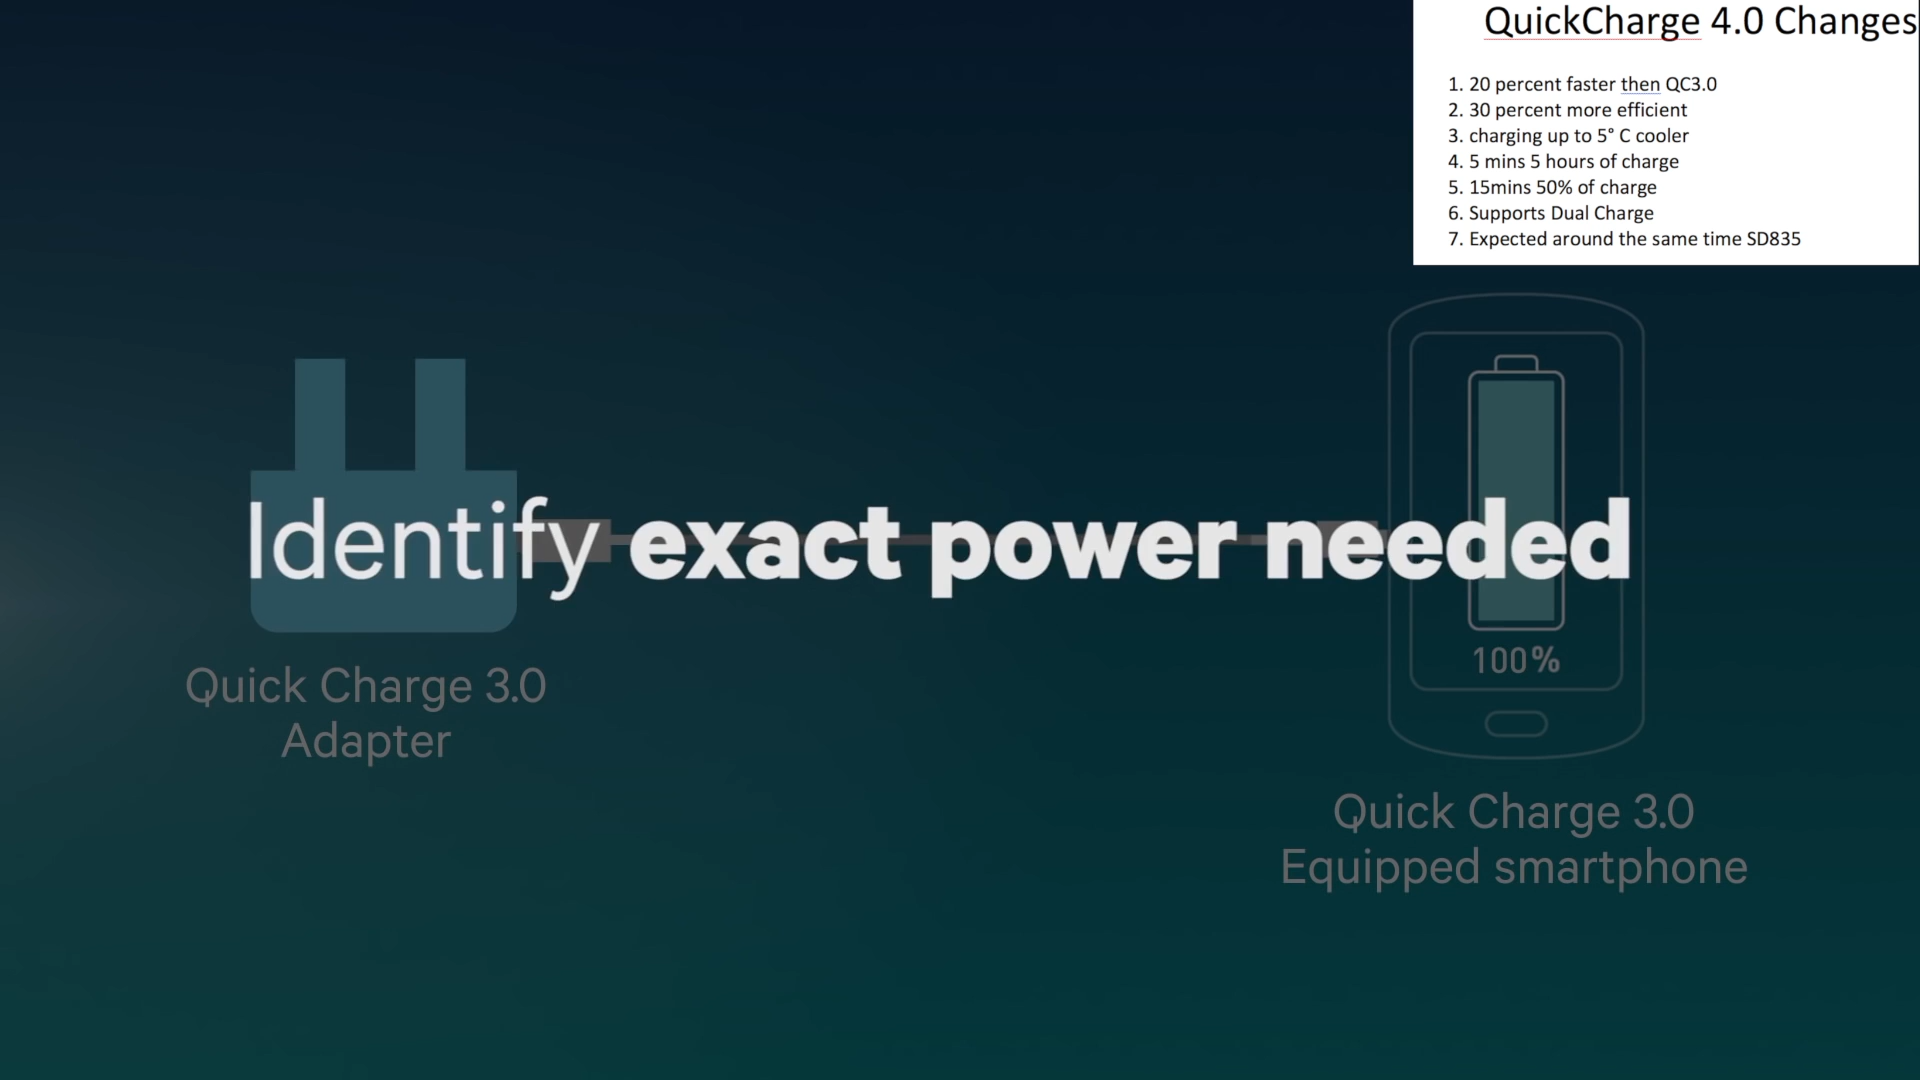 QuickCharge 4.0 Changes
1. 20 percent faster then QC3.0
2. 30 percent more efficient
3. charging up to 5° C cooler
4. 5 mins 5 hours of charge
5. 15mins 50% of charge
6. Supports Dual Charge
7. Expected around the same time SD835
Identify exact power needed
100%
Quick Charge 3.0
Adapter
Quick Charge 3.0
Equipped smartphone